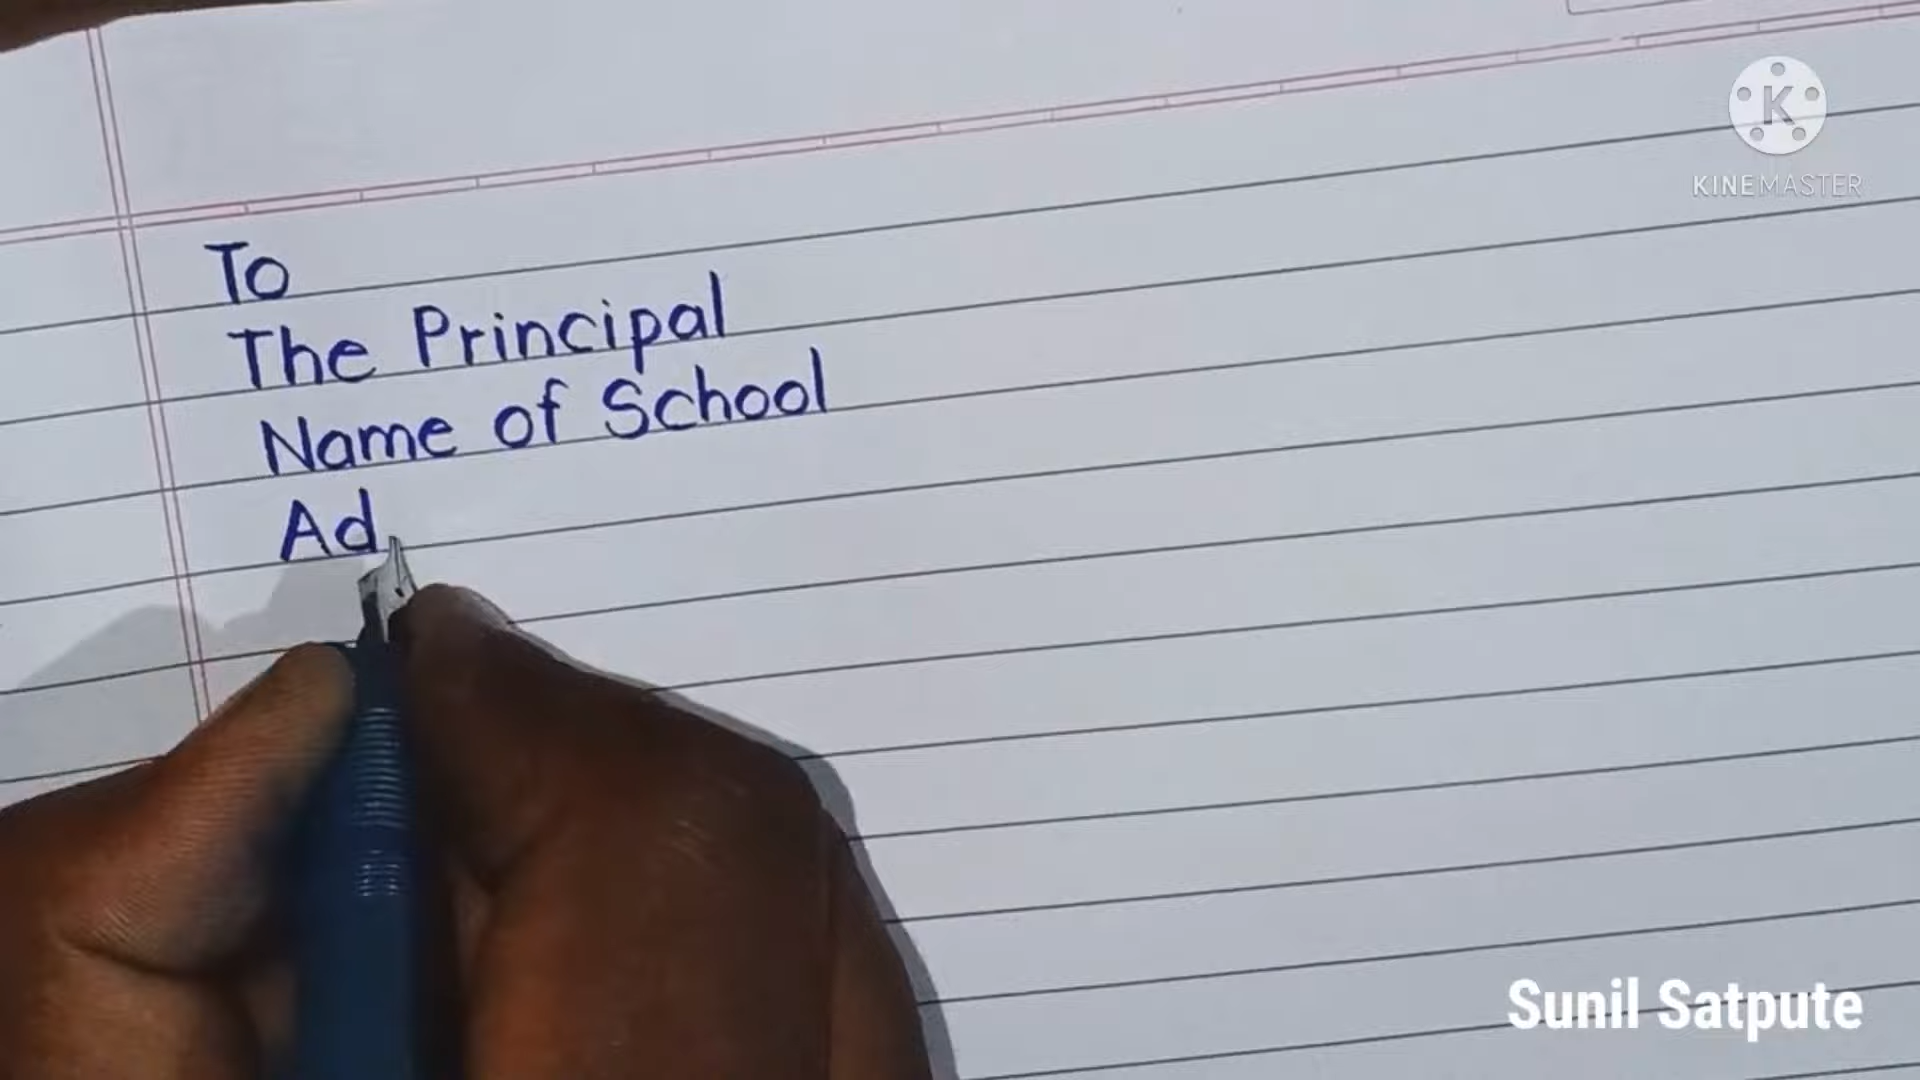 To
The Principal
Name of School
Ad
K
KINEMASTER
Sunil Satpute